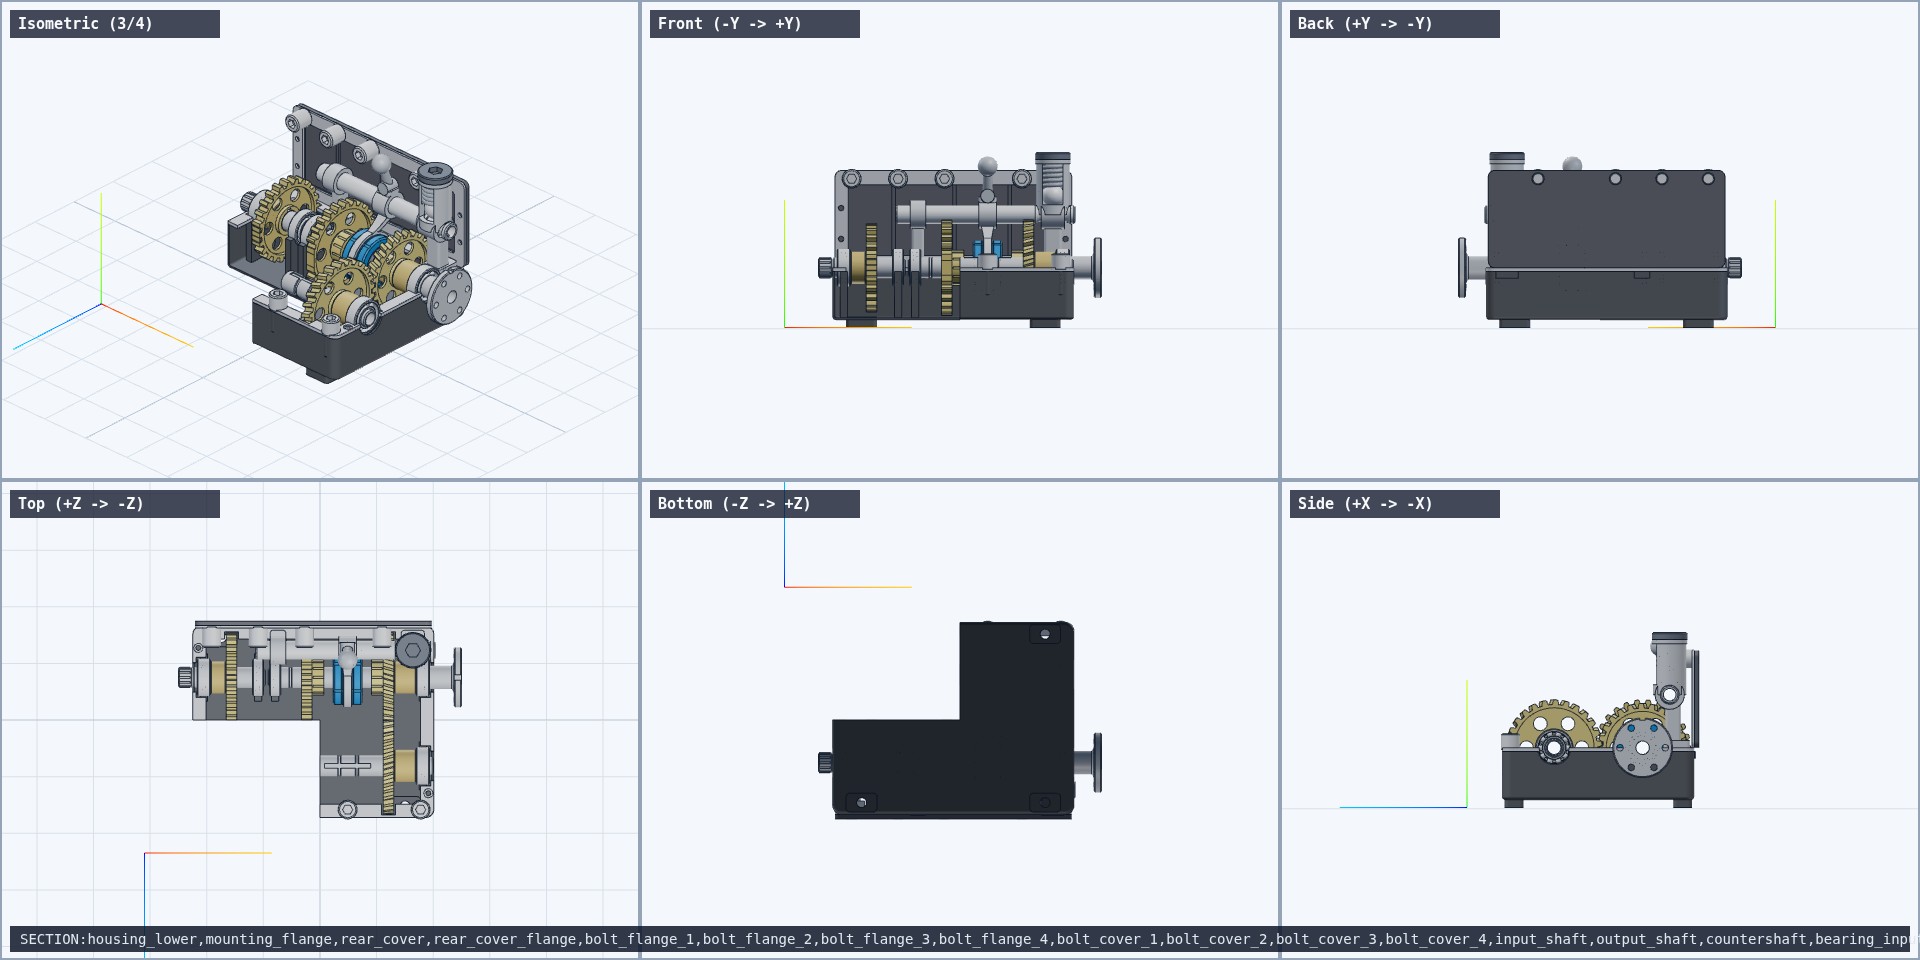 Isometric (3/4)
Front (-Y -> +Y)
Back (+Y -> -Y)
Top (+Z -> -Z)
Bottom (-Z -> +Z)
Side (+X -> -X)
SECTION:housing_lower,mounting_flange,rear_cover,rear_cover_flange,bolt_flange_1,bolt_flange_2,bolt_flange_3,bolt_flange_4,bolt_cover_1,bolt_cover_2,bolt_cover_3,bolt_cover_4,input_shaft,output_shaft,countershaft,